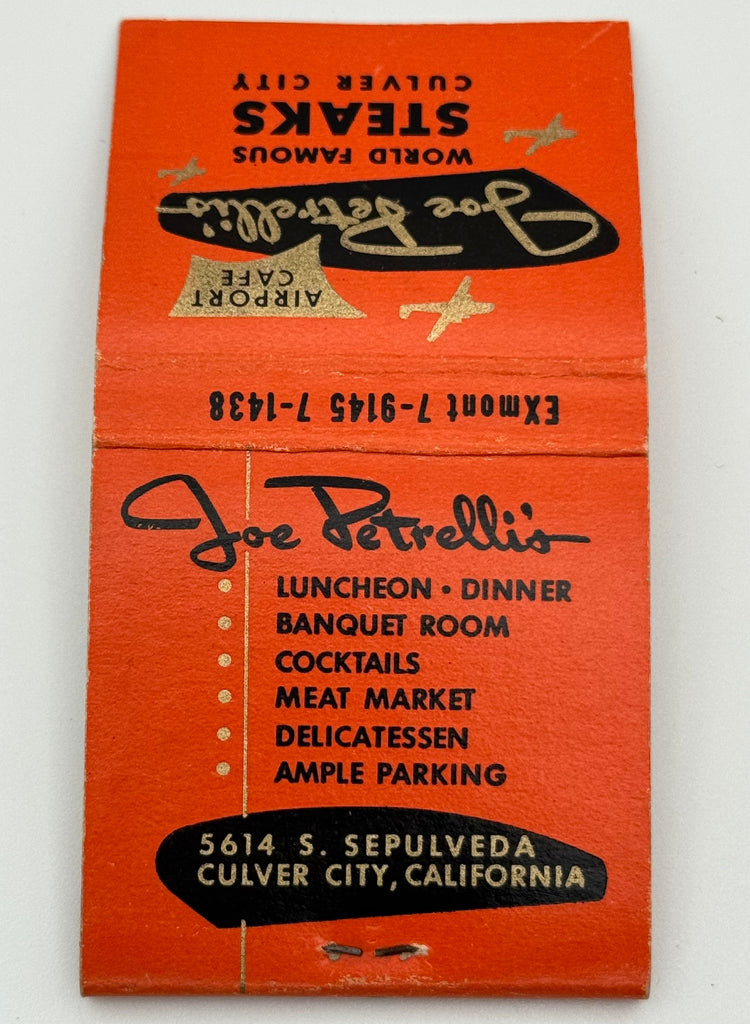 Joe Petrelli's
AIRPORT
CAFE
WORLD FAMOUS
STEAKS
CULVER CITY
EXmont 7-9145 7-1438
Joe Petrelli's
LUNCHEON • DINNER
BANQUET ROOM
COCKTAILS
MEAT MARKET
DELICATESSEN
AMPLE PARKING
5614 S. SEPULVEDA
CULVER CITY, CALIFORNIA